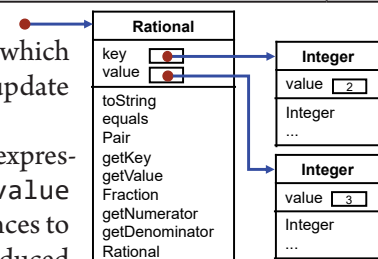 which
update
expres-
value
nces to
duced
Rational
key
value
toString
equals
Pair
getKey
getValue
Fraction
getNumerator
getDenominator
Rational
Integer
value 2
Integer
...
Integer
value 3
Integer
...